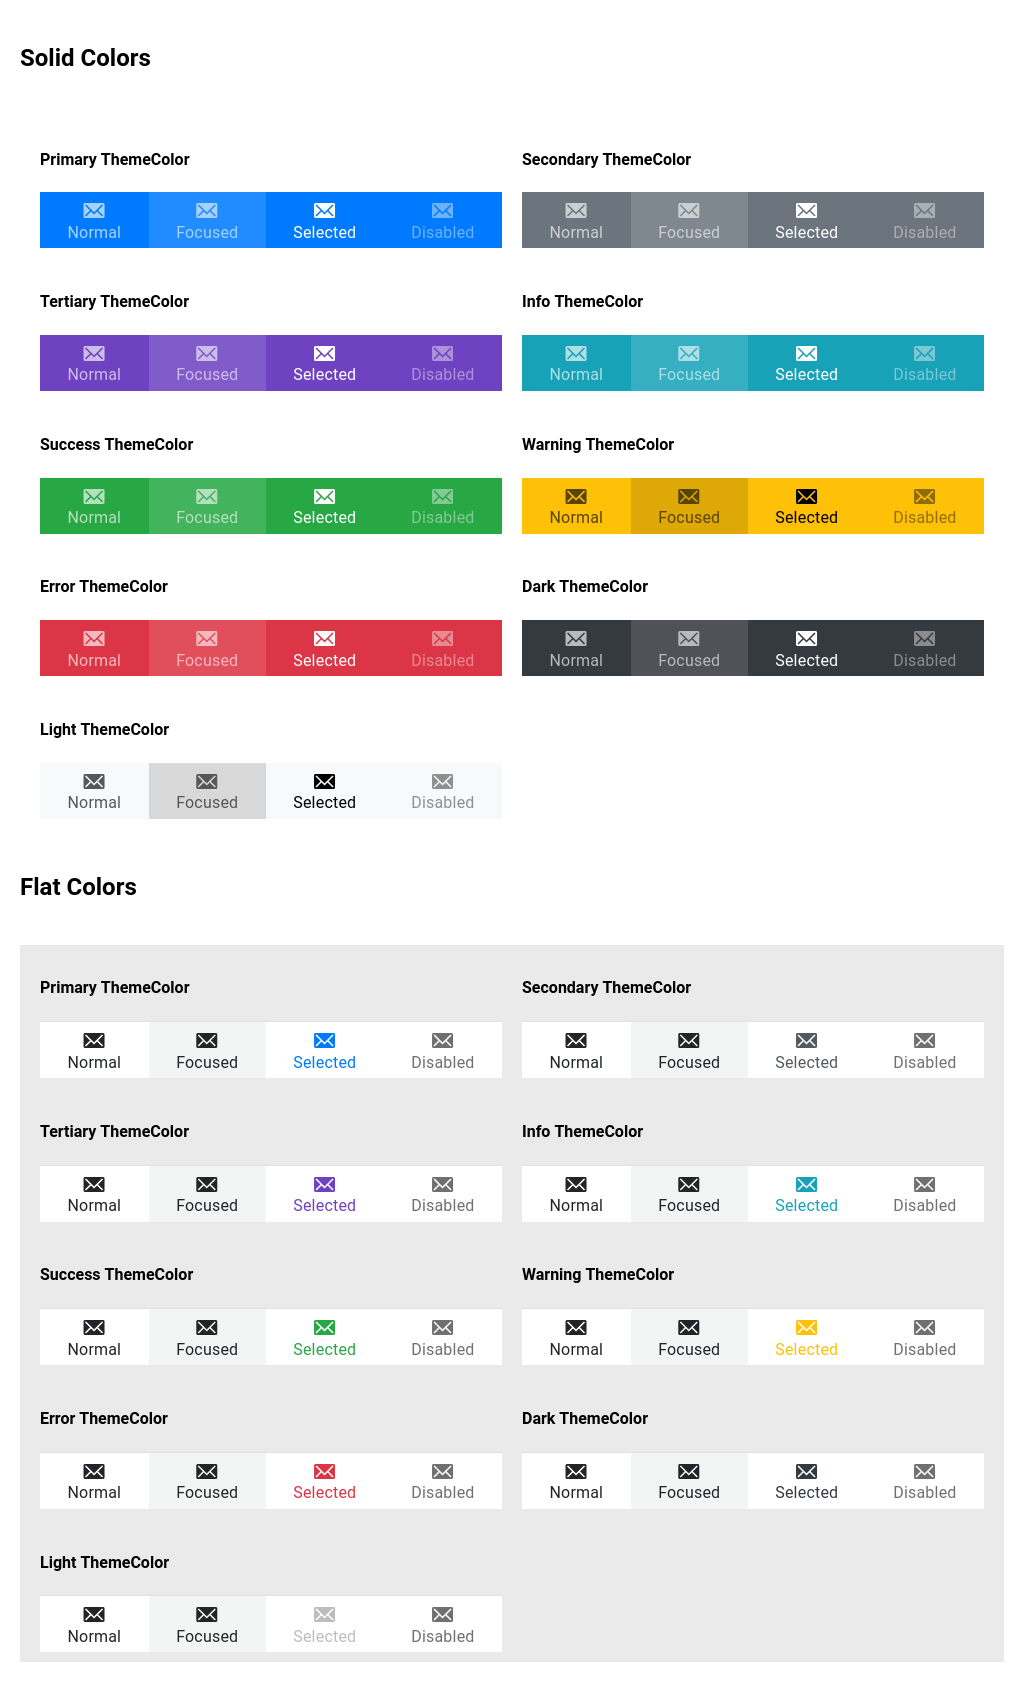 Solid Colors
Primary ThemeColor
Normal Focused Selected Disabled
Secondary ThemeColor
Normal Focused Selected Disabled
Tertiary ThemeColor
Normal Focused Selected Disabled
Info ThemeColor
Normal Focused Selected Disabled
Success ThemeColor
Normal Focused Selected Disabled
Warning ThemeColor
Normal Focused Selected Disabled
Error ThemeColor
Normal Focused Selected Disabled
Dark ThemeColor
Normal Focused Selected Disabled
Light ThemeColor
Normal Focused Selected Disabled
Flat Colors
Primary ThemeColor
Normal Focused Selected Disabled
Secondary ThemeColor
Normal Focused Selected Disabled
Tertiary ThemeColor
Normal Focused Selected Disabled
Info ThemeColor
Normal Focused Selected Disabled
Success ThemeColor
Normal Focused Selected Disabled
Warning ThemeColor
Normal Focused Selected Disabled
Error ThemeColor
Normal Focused Selected Disabled
Dark ThemeColor
Normal Focused Selected Disabled
Light ThemeColor
Normal Focused Selected Disabled